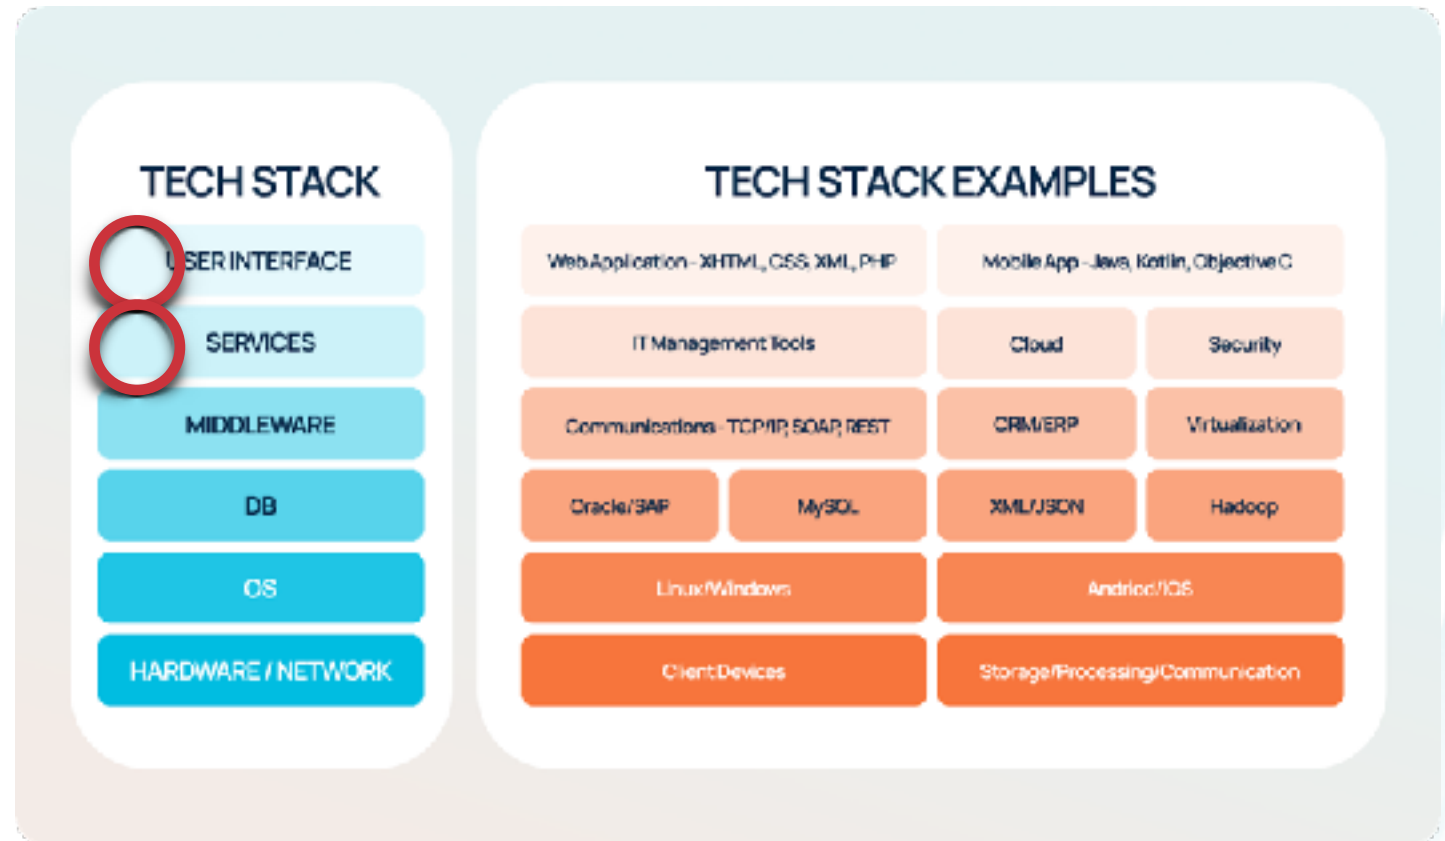 TECH STACK
USER INTERFACE
SERVICES
MIDDLEWARE
DB
OS
HARDWARE / NETWORK
TECH STACK EXAMPLES
Web Application - XHTML, CSS, XML, PHP
Mobile App - Java, Kotlin, Objective C
IT Management Tools
Cloud
Security
Communications - TCP/IP, SOAP, REST
CRM/ERP
Virtualization
Oracle/SAP
MySQL
XML/JSON
Hadoop
Linux/Windows
Andriod/iOS
Client Devices
Storage/Processing/Communication